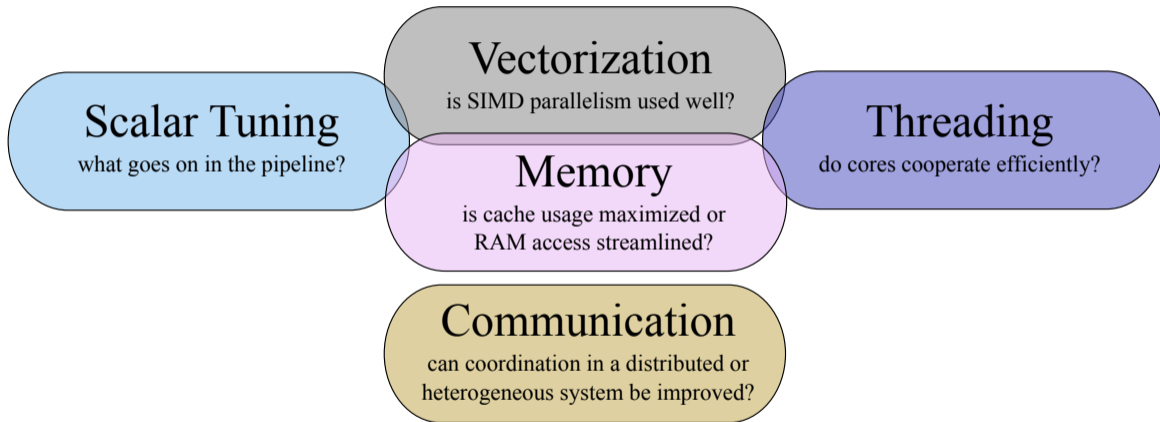 Vectorization
is SIMD parallelism used well?
Scalar Tuning
what goes on in the pipeline?
Threading
do cores cooperate efficiently?
Memory
is cache usage maximized or
RAM access streamlined?
Communication
can coordination in a distributed or
heterogeneous system be improved?